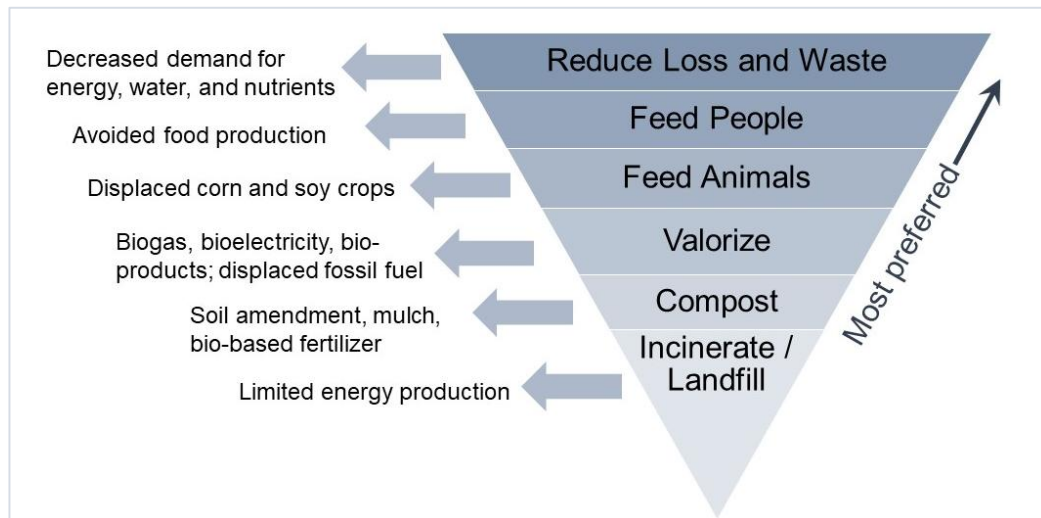 Decreased demand for
energy, water, and nutrients
Reduce Loss and Waste
Avoided food production
Feed People
Displaced corn and soy crops
Feed Animals
Biogas, bioelectricity, bio-
products; displaced fossil fuel
Valorize
Soil amendment, mulch,
bio-based fertilizer
Compost
Limited energy production
Incinerate /
Landfill
Most preferred